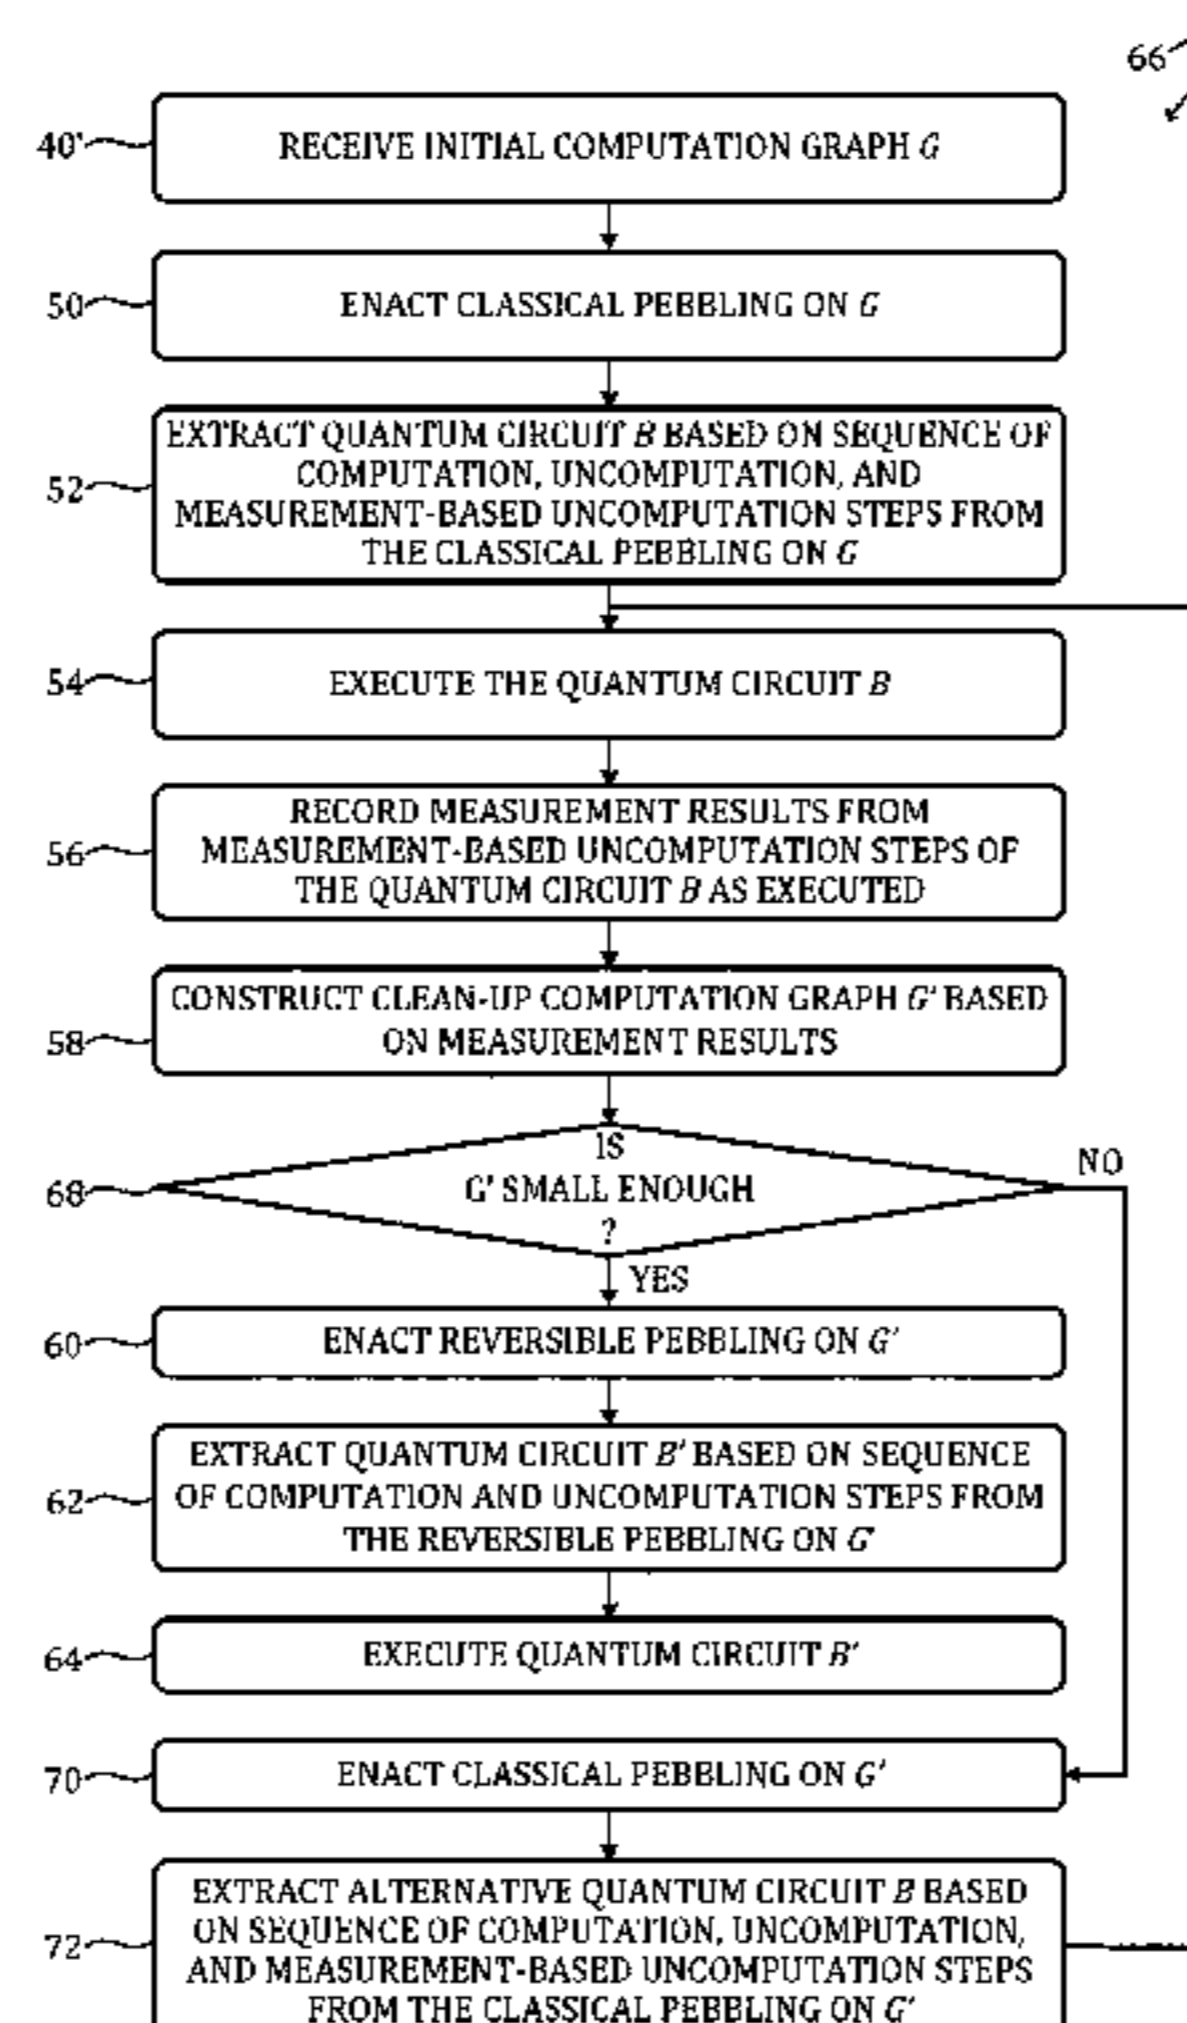 66
40'
RECEIVE INITIAL COMPUTATION GRAPH G
50
ENACT CLASSICAL PEBBLING ON G
52
EXTRACT QUANTUM CIRCUIT B BASED ON SEQUENCE OF
COMPUTATION, UNCOMPUTATION, AND
MEASUREMENT-BASED UNCOMPUTATION STEPS FROM
THE CLASSICAL PEBBLING ON G
54
EXECUTE THE QUANTUM CIRCUIT B
56
RECORD MEASUREMENT RESULTS FROM
MEASUREMENT-BASED UNCOMPUTATION STEPS OF
THE QUANTUM CIRCUIT B AS EXECUTED
58
CONSTRUCT CLEAN-UP COMPUTATION GRAPH G' BASED
ON MEASUREMENT RESULTS
68
IS
G' SMALL ENOUGH
?
NO
YES
60
ENACT REVERSIBLE PEBBLING ON G'
62
EXTRACT QUANTUM CIRCUIT B' BASED ON SEQUENCE
OF COMPUTATION AND UNCOMPUTATION STEPS FROM
THE REVERSIBLE PEBBLING ON G'
64
EXECUTE QUANTUM CIRCUIT B'
70
ENACT CLASSICAL PEBBLING ON G'
72
EXTRACT ALTERNATIVE QUANTUM CIRCUIT B BASED
ON SEQUENCE OF COMPUTATION, UNCOMPUTATION,
AND MEASUREMENT-BASED UNCOMPUTATION STEPS
FROM THE CLASSICAL PEBBLING ON G'